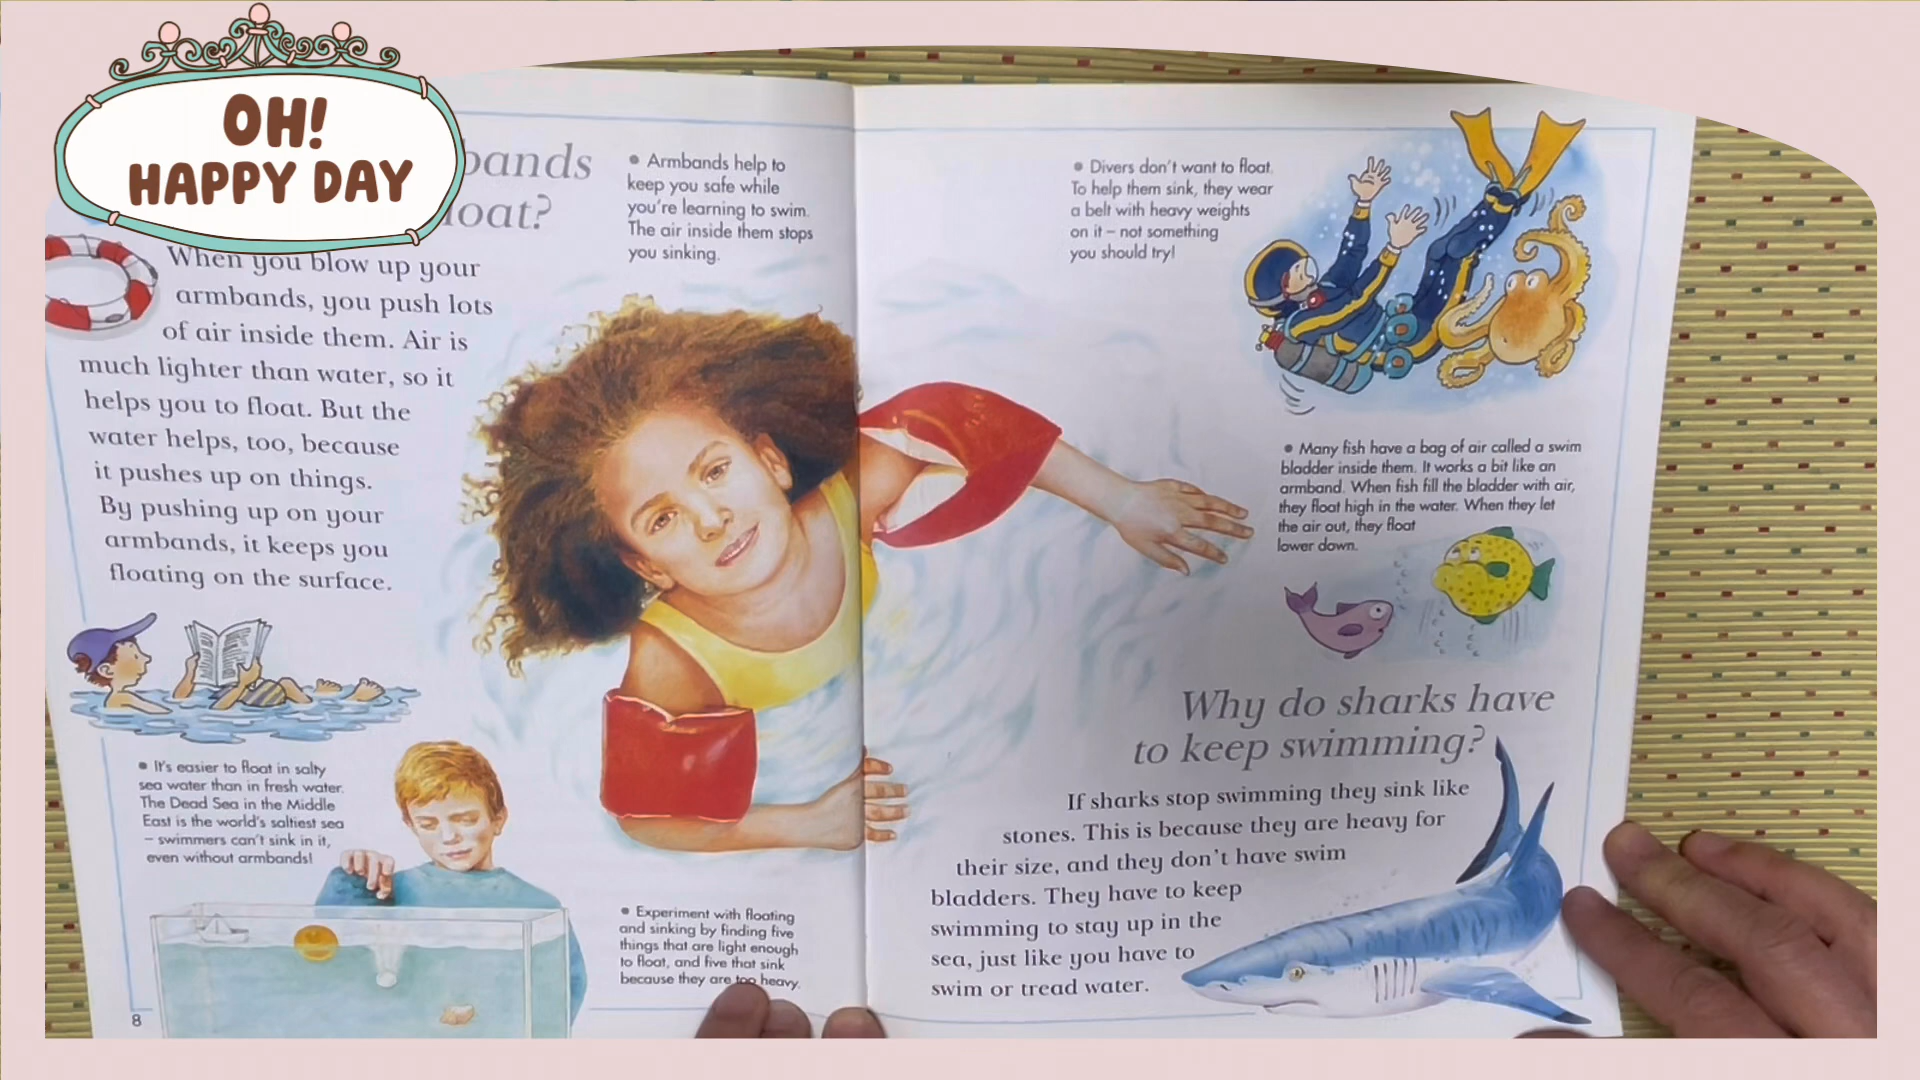 OH!
HAPPY DAY
bands
loat?
When you blow up your
armbands, you push lots
of air inside them. Air is
much lighter than water, so it
helps you to float. But the
water helps, too, because
it pushes up on things.
By pushing up on your
armbands, it keeps you
floating on the surface.
• Armbands help to
keep you safe while
you're learning to swim.
The air inside them stops
you sinking.
• It's easier to float in salty
sea water than in fresh water.
The Dead Sea in the Middle
East is the world's saltiest sea
– swimmers can't sink in it,
even without armbands!
• Experiment with floating
and sinking by finding five
things that are light enough
to float, and five that sink
because they are too heavy.
8
• Divers don't want to float.
To help them sink, they wear
a belt with heavy weights
on it – not something
you should try!
• Many fish have a bag of air called a swim
bladder inside them. It works a bit like an
armband. When fish fill the bladder with air,
they float high in the water. When they let
the air out, they float
lower down.
Why do sharks have
to keep swimming?
If sharks stop swimming they sink like
stones. This is because they are heavy for
their size, and they don't have swim
bladders. They have to keep
swimming to stay up in the
sea, just like you have to
swim or tread water.